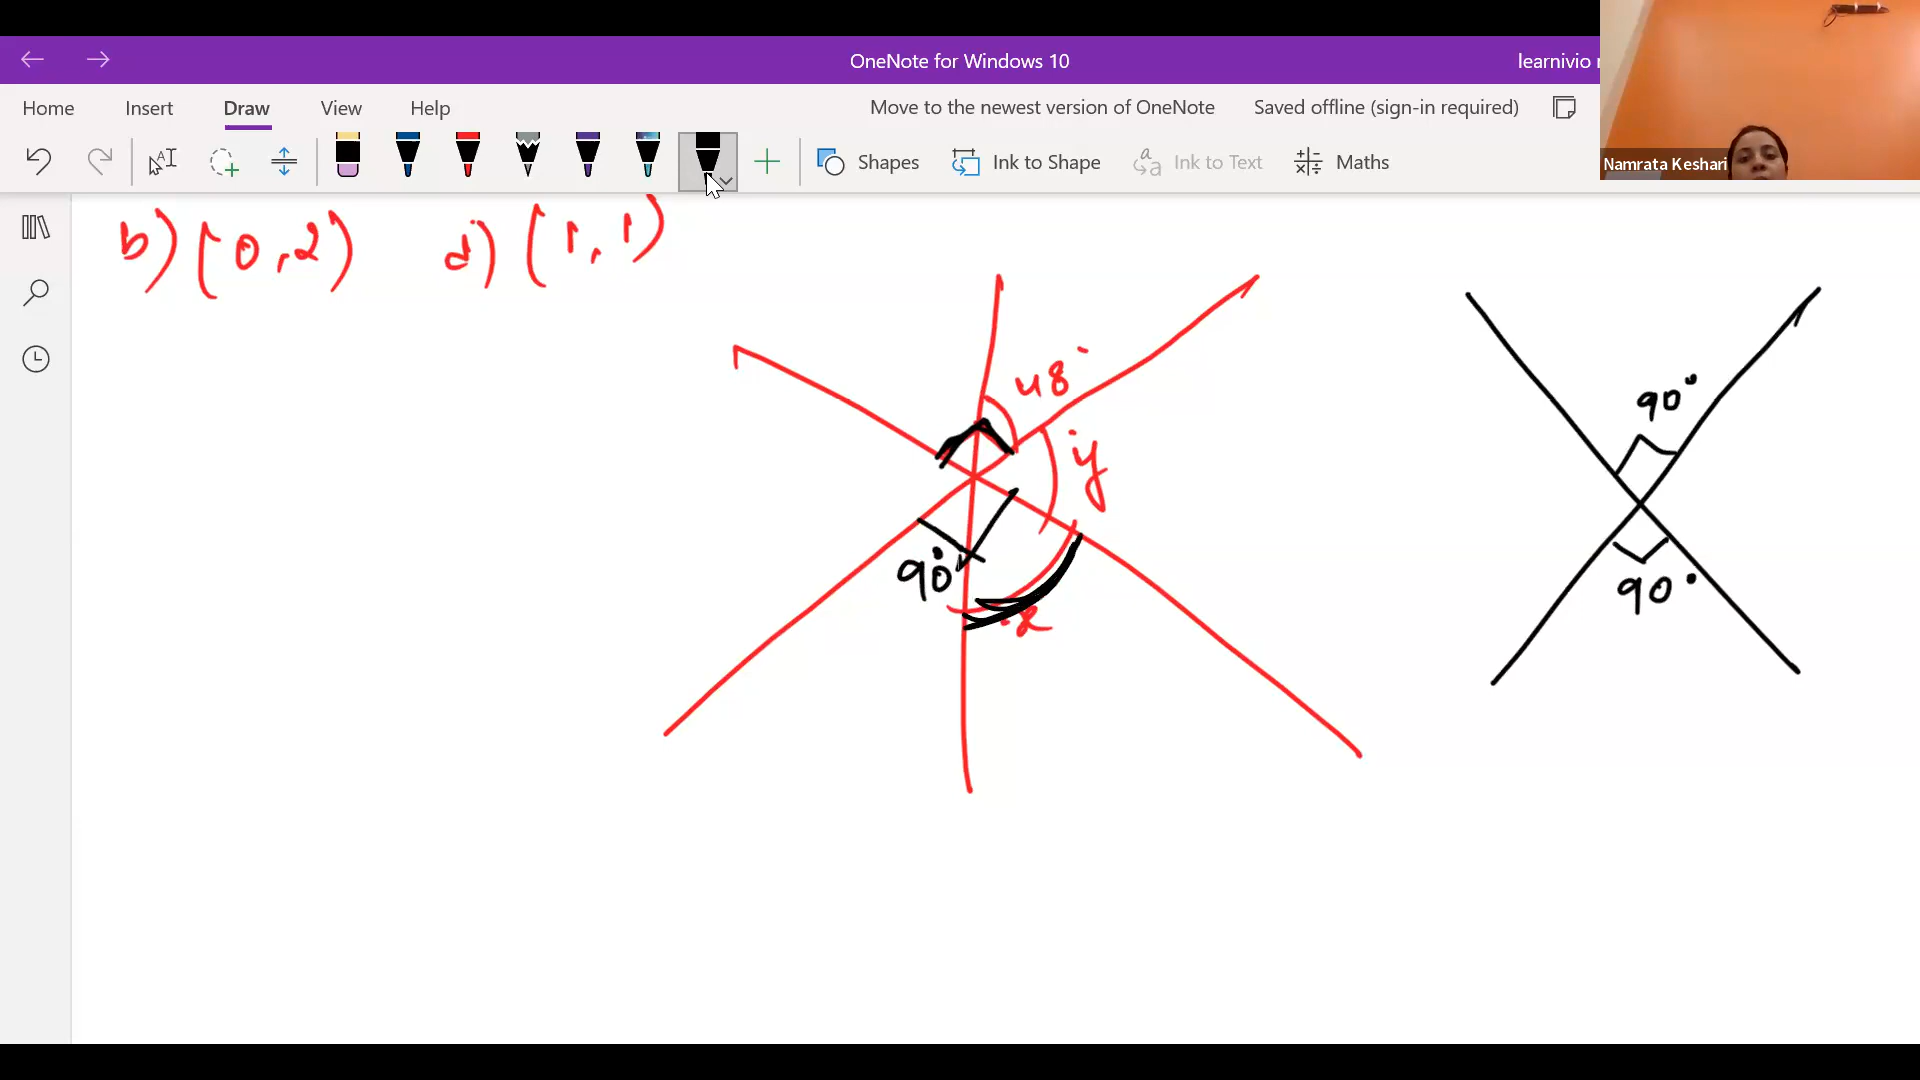 OneNote for Windows 10
learnivio
Home Insert Draw View Help
Move to the newest version of OneNote Saved offline (sign-in required)
Shapes Ink to Shape Ink to Text Maths
Namrata Keshari
b) (0,2) d) (1,1)
48°
90°
y
90°
x
90°